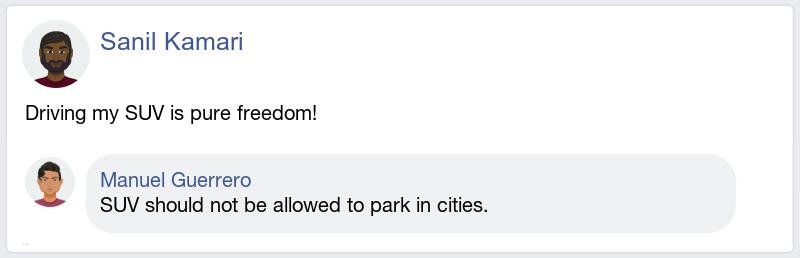 Sanil Kamari
Driving my SUV is pure freedom!
Manuel Guerrero
SUV should not be allowed to park in cities.